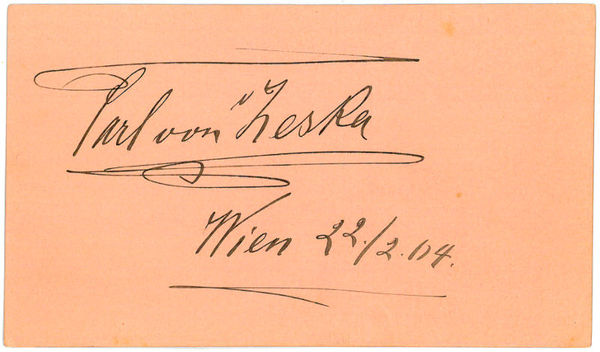 Carl von Zeska
Wien 22./2.04.